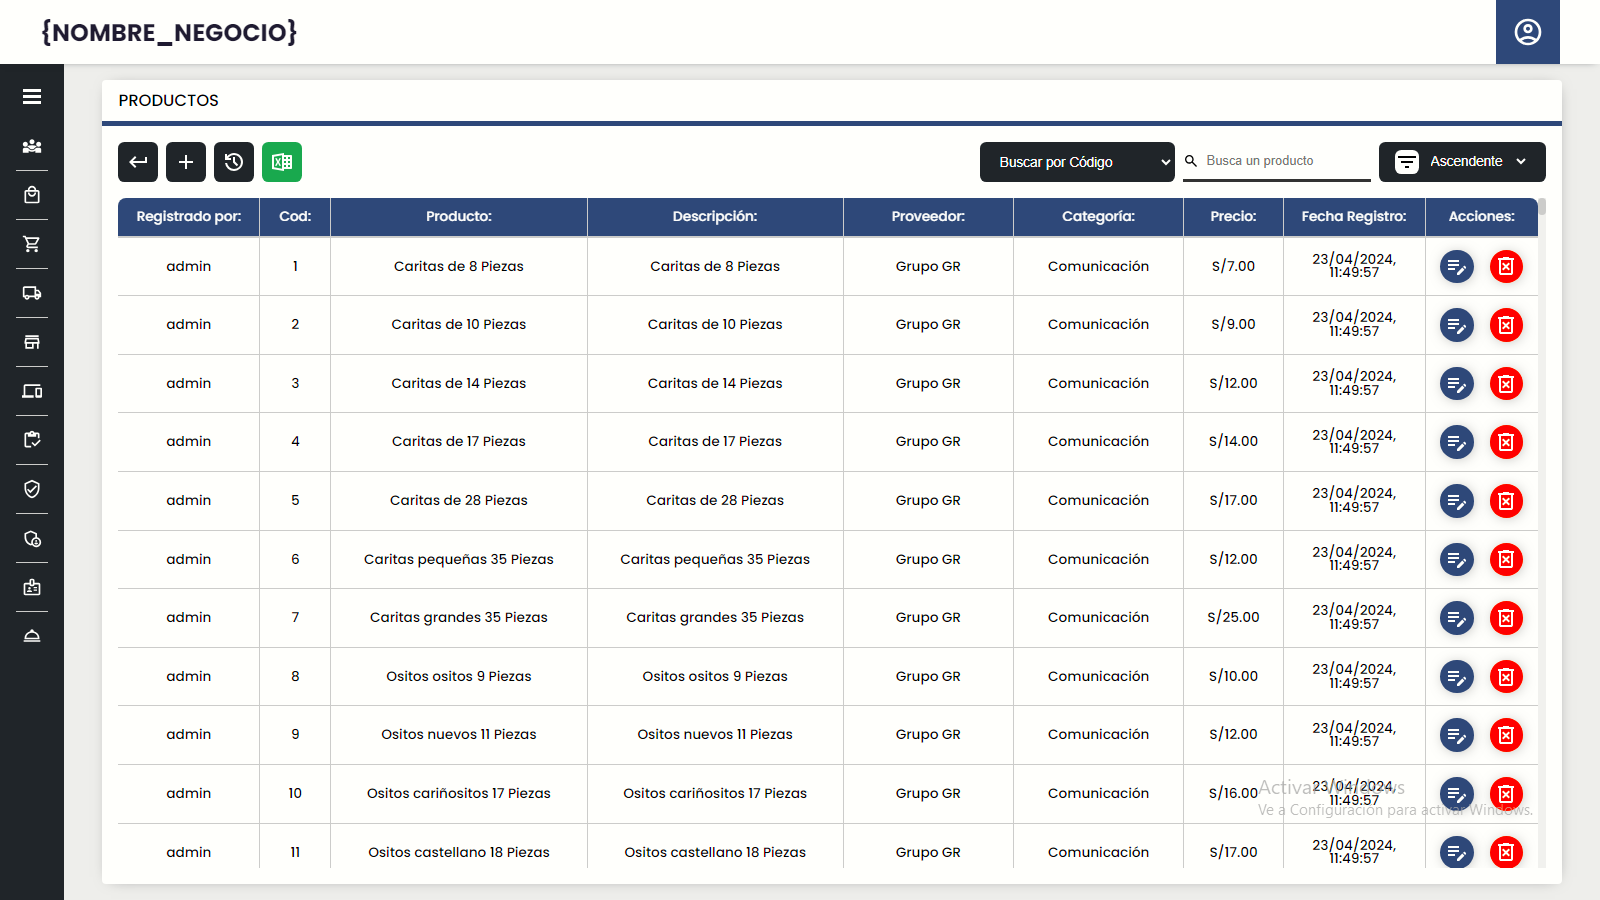 {NOMBRE_NEGOCIO}
PRODUCTOS
Buscar por Código
Busca un producto
Ascendente
Registrado por: Cod: Producto: Descripción: Proveedor: Categoría: Precio: Fecha Registro: Acciones:
admin 1 Caritas de 8 Piezas Caritas de 8 Piezas Grupo GR Comunicación S/7.00 23/04/2024, 11:49:57
admin 2 Caritas de 10 Piezas Caritas de 10 Piezas Grupo GR Comunicación S/9.00 23/04/2024, 11:49:57
admin 3 Caritas de 14 Piezas Caritas de 14 Piezas Grupo GR Comunicación S/12.00 23/04/2024, 11:49:57
admin 4 Caritas de 17 Piezas Caritas de 17 Piezas Grupo GR Comunicación S/14.00 23/04/2024, 11:49:57
admin 5 Caritas de 28 Piezas Caritas de 28 Piezas Grupo GR Comunicación S/17.00 23/04/2024, 11:49:57
admin 6 Caritas pequeñas 35 Piezas Caritas pequeñas 35 Piezas Grupo GR Comunicación S/12.00 23/04/2024, 11:49:57
admin 7 Caritas grandes 35 Piezas Caritas grandes 35 Piezas Grupo GR Comunicación S/25.00 23/04/2024, 11:49:57
admin 8 Ositos ositos 9 Piezas Ositos ositos 9 Piezas Grupo GR Comunicación S/10.00 23/04/2024, 11:49:57
admin 9 Ositos nuevos 11 Piezas Ositos nuevos 11 Piezas Grupo GR Comunicación S/12.00 23/04/2024, 11:49:57
admin 10 Ositos cariñositos 17 Piezas Ositos cariñositos 17 Piezas Grupo GR Comunicación S/16.00 23/04/2024, 11:49:57
Activar Windows
Ve a Configuración para activar Windows.
admin 11 Ositos castellano 18 Piezas Ositos castellano 18 Piezas Grupo GR Comunicación S/17.00 23/04/2024, 11:49:57